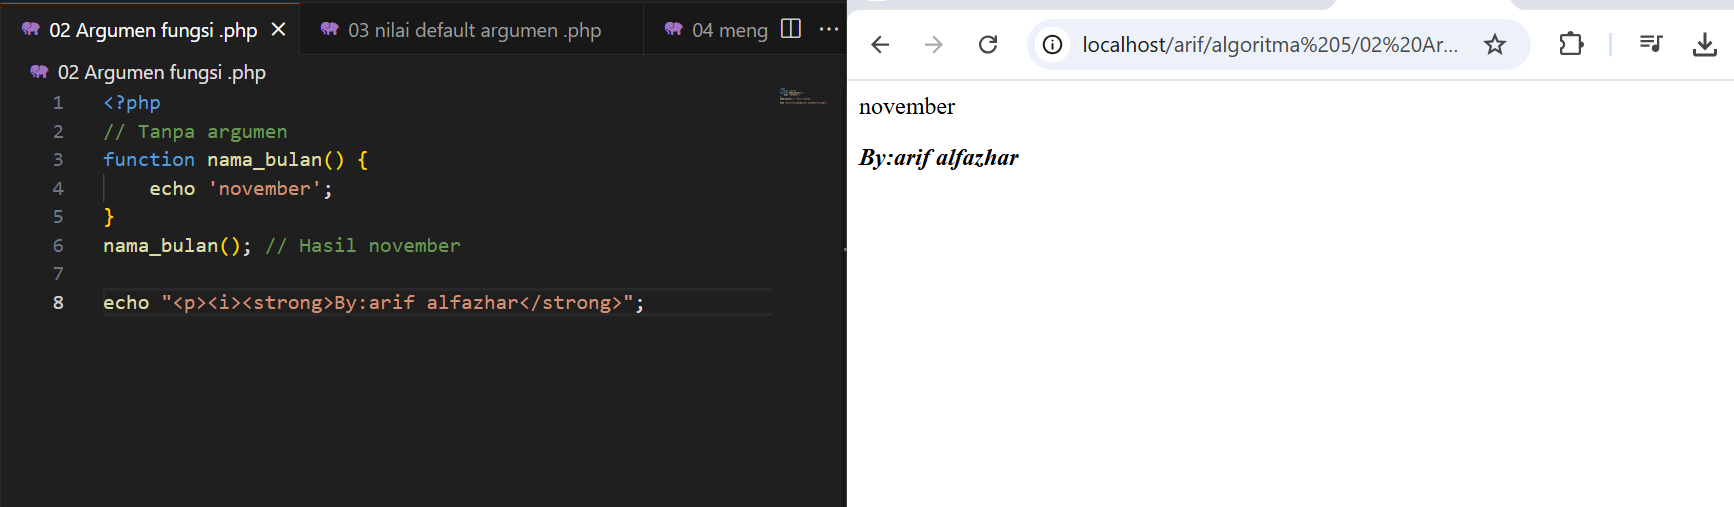 02 Argumen fungsi .php
03 nilai default argumen .php
04 meng
02 Argumen fungsi .php
1 <?php
2 // Tanpa argumen
3 function nama_bulan() {
4 echo 'november';
5 }
6 nama_bulan(); // Hasil november
7
8 echo "<p><i><strong>By:arif alfazhar</strong>";
localhost/arif/algoritma%205/02%20Ar...
november
By:arif alfazhar